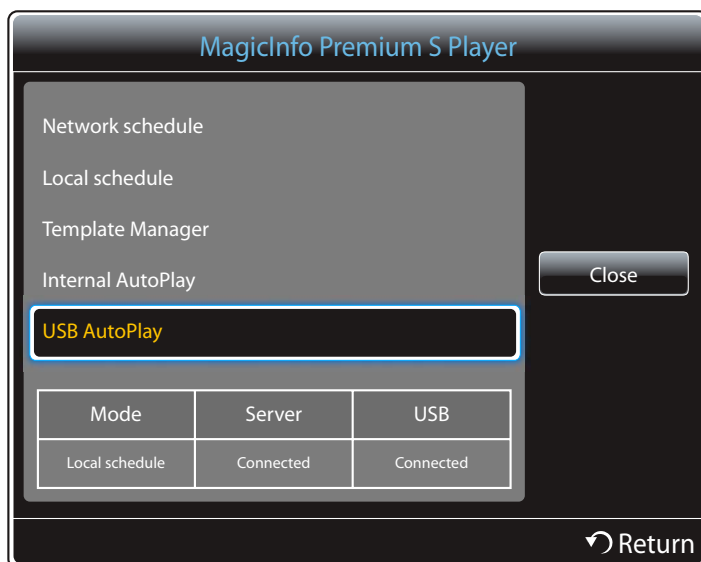 MagicInfo Premium S Player
Network schedule
Local schedule
Template Manager
Internal AutoPlay
USB AutoPlay
Close
Mode Server USB
Local schedule Connected Connected
Return